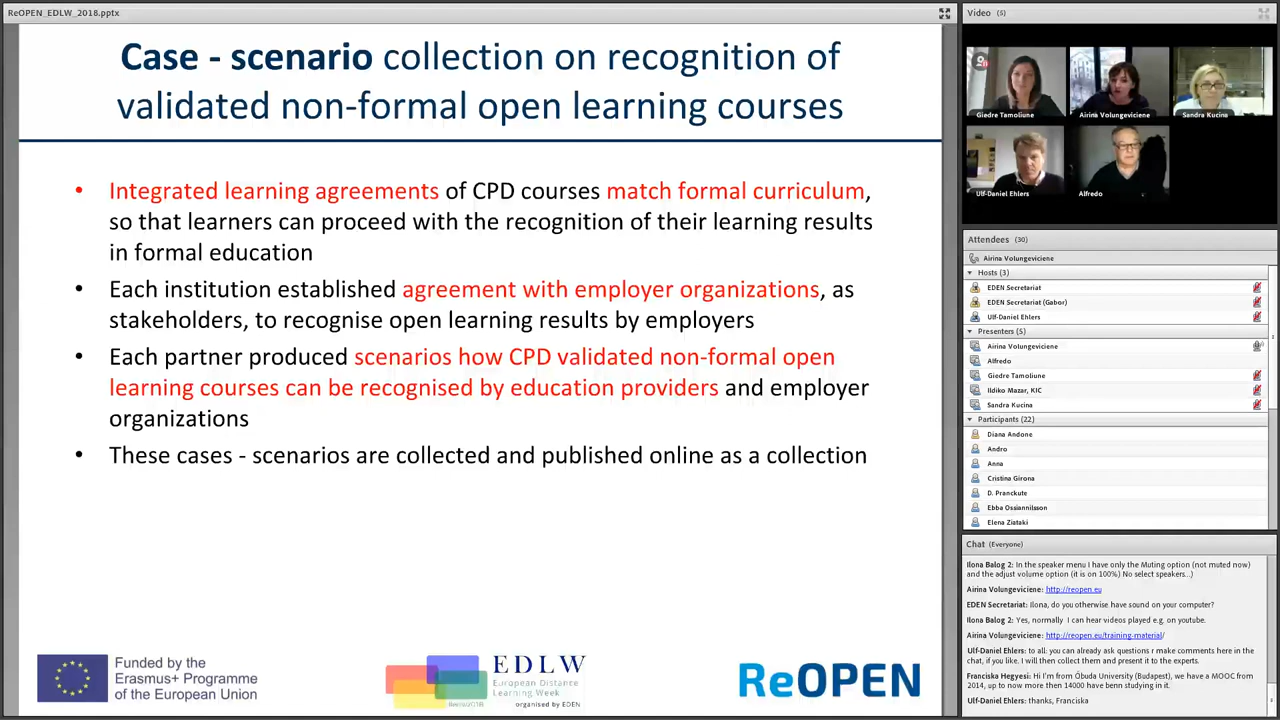 ReOPEN_EDLW_2018.pptx
Case - scenario collection on recognition of
validated non-formal open learning courses
• Integrated learning agreements of CPD courses match formal curriculum,
so that learners can proceed with the recognition of their learning results
in formal education
• Each institution established agreement with employer organizations, as
stakeholders, to recognise open learning results by employers
• Each partner produced scenarios how CPD validated non-formal open
learning courses can be recognised by education providers and employer
organizations
• These cases - scenarios are collected and published online as a collection
Funded by the
Erasmus+ Programme
of the European Union
EDLW
European Distance
Learning Week
organised by EDEN
ReOPEN
Video (5)
Giedre Tamoliune
Airina Volungeviciene
Sandra Kucina
Ulf-Daniel Ehlers
Alfredo
Attendees (30)
Airina Volungeviciene
Hosts (3)
EDEN Secretariat
EDEN Secretariat (Gabor)
Ulf-Daniel Ehlers
Presenters (5)
Airina Volungeviciene
Alfredo
Giedre Tamoliune
Ildiko Mazar, KIC
Sandra Kucina
Participants (22)
Diana Andone
Andro
Anna
Cristina Girona
D. Pranckute
Ebba Ossiannilsson
Elena Ziataki
Chat (Everyone)
Ilona Balog 2: In the speaker menu I have only the Muting option (not muted now)
and the adjust volume option (it is on 100%) No select speakers...)
Airina Volungeviciene: http://reopen.eu
EDEN Secretariat: Ilona, do you otherwise have sound on your computer?
Ilona Balog 2: Yes, normally I can hear videos played e.g. on youtube.
Airina Volungeviciene: http://reopen.eu/training-material/
Ulf-Daniel Ehlers: to all: you can already ask questions r make comments here in the
chat, if you like. I will then collect them and present it to the experts.
Franciska Hegyesi: Hi I'm from Óbuda University (Budapest), we have a MOOC from
2014, up to now more then 14000 have benn studying in it.
Ulf-Daniel Ehlers: thanks, Franciska